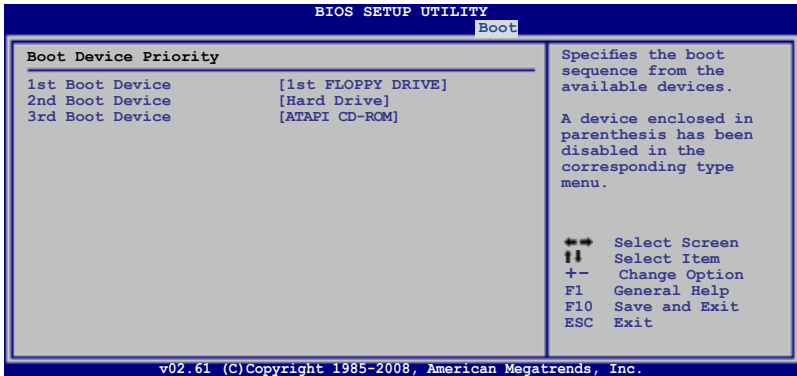 BIOS SETUP UTILITY
Boot
Boot Device Priority
1st Boot Device [1st FLOPPY DRIVE]
2nd Boot Device [Hard Drive]
3rd Boot Device [ATAPI CD-ROM]
Specifies the boot
sequence from the
available devices.
A device enclosed in
parenthesis has been
disabled in the
corresponding type
menu.
←→ Select Screen
↑↓ Select Item
+- Change Option
F1 General Help
F10 Save and Exit
ESC Exit
v02.61 (C)Copyright 1985-2008, American Megatrends, Inc.